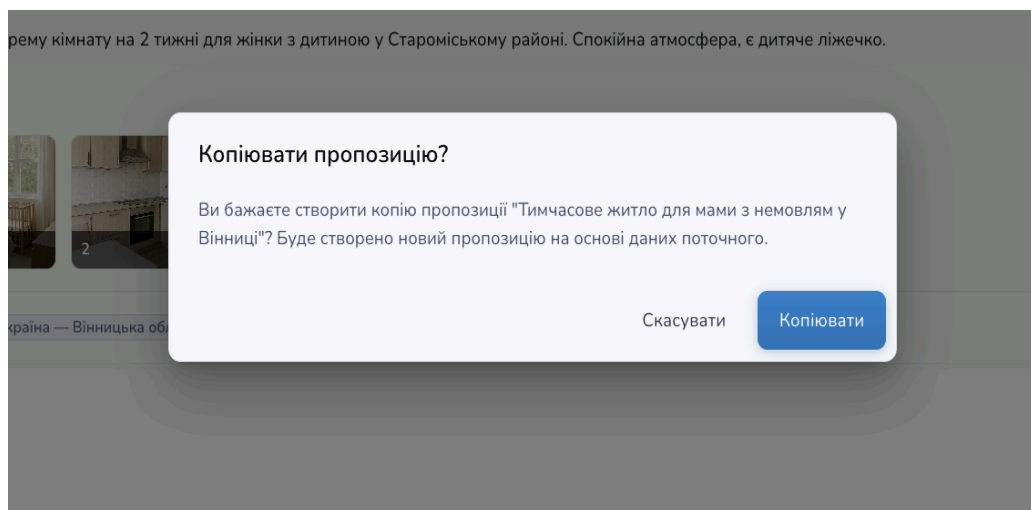 рему кімнату на 2 тижні для жінки з дитиною у Староміському районі. Спокійна атмосфера, є дитяче ліжечко.
Копіювати пропозицію?
Ви бажаєте створити копію пропозиції "Тимчасове житло для мами з немовлям у
Вінниці"? Буде створено новий пропозицію на основі даних поточного.
2
Скасувати
Копіювати
країна — Вінницька обл